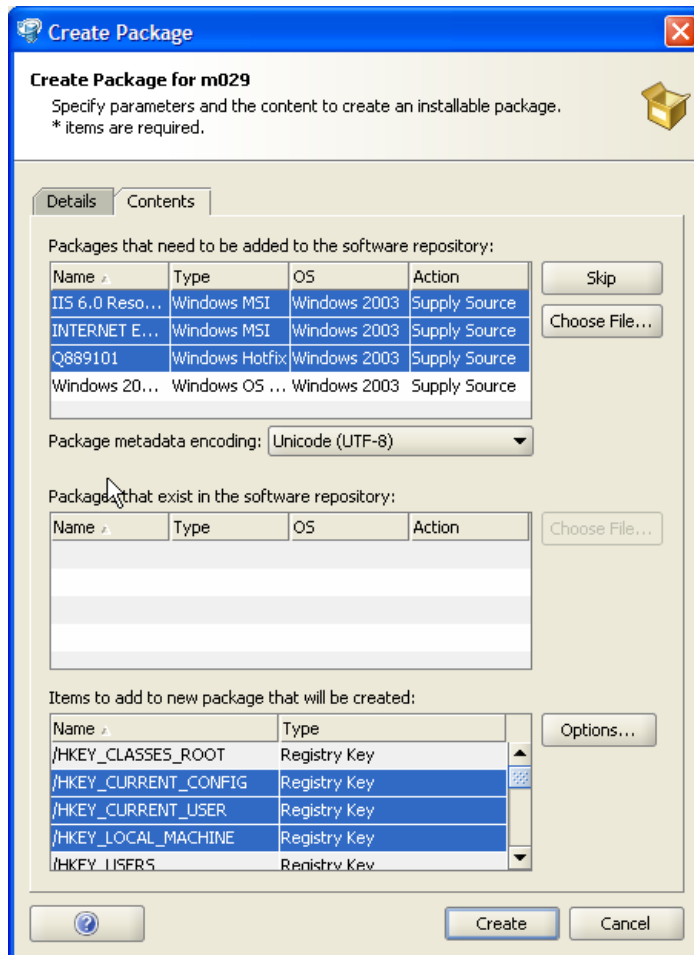 Create Package
Create Package for m029
Specify parameters and the content to create an installable package.
* items are required.
Details Contents
Packages that need to be added to the software repository:
Name Type OS Action
IIS 6.0 Reso... Windows MSI Windows 2003 Supply Source
INTERNET E... Windows MSI Windows 2003 Supply Source
Q889101 Windows Hotfix Windows 2003 Supply Source
Windows 20... Windows OS ... Windows 2003 Supply Source
Skip
Choose File...
Package metadata encoding: Unicode (UTF-8)
Packages that exist in the software repository:
Name Type OS Action
Choose File...
Items to add to new package that will be created:
Name Type
/HKEY_CLASSES_ROOT Registry Key
/HKEY_CURRENT_CONFIG Registry Key
/HKEY_CURRENT_USER Registry Key
/HKEY_LOCAL_MACHINE Registry Key
/HKEY_USERS Registry Key
Options...
? Create Cancel